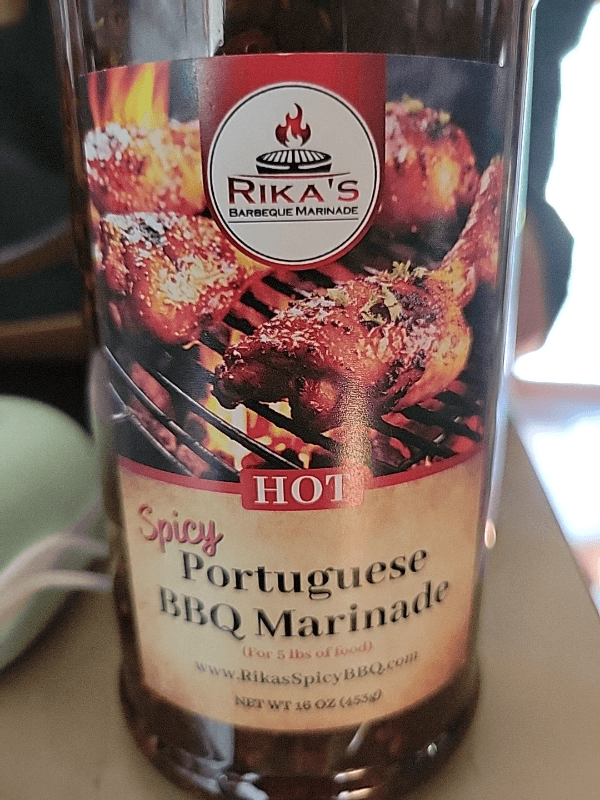 RIKA'S
BARBEQUE MARINADE
HOT
Spicy
Portuguese
BBQ Marinade
(For 5 lbs of food)
www.RikasSpicyBBQ.com
NET WT 16 OZ (453g)